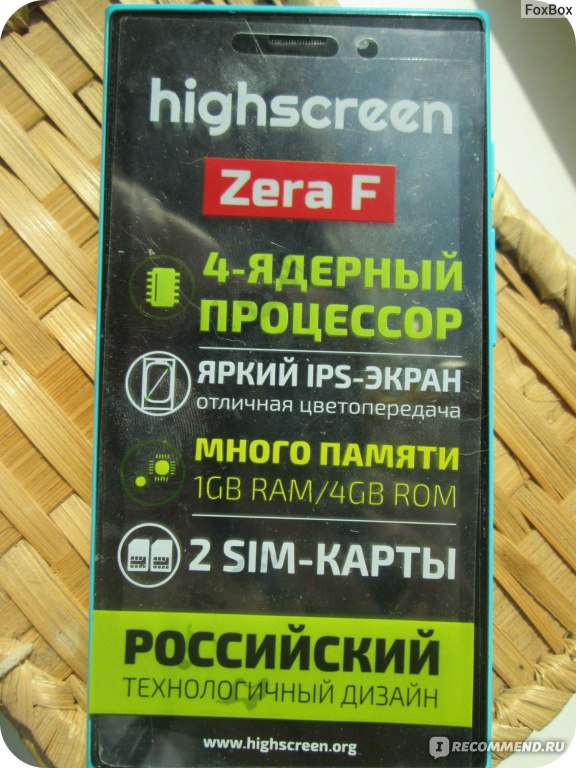 FoxBox
highscreen
Zera F
4-ЯДЕРНЫЙ
ПРОЦЕССОР
ЯРКИЙ IPS-ЭКРАН
отличная цветопередача
МНОГО ПАМЯТИ
1GB RAM/4GB ROM
2 SIM-КАРТЫ
РОССИЙСКИЙ
ТЕХНОЛОГИЧНЫЙ ДИЗАЙН
www.highscreen.org
IRECOMMEND.RU